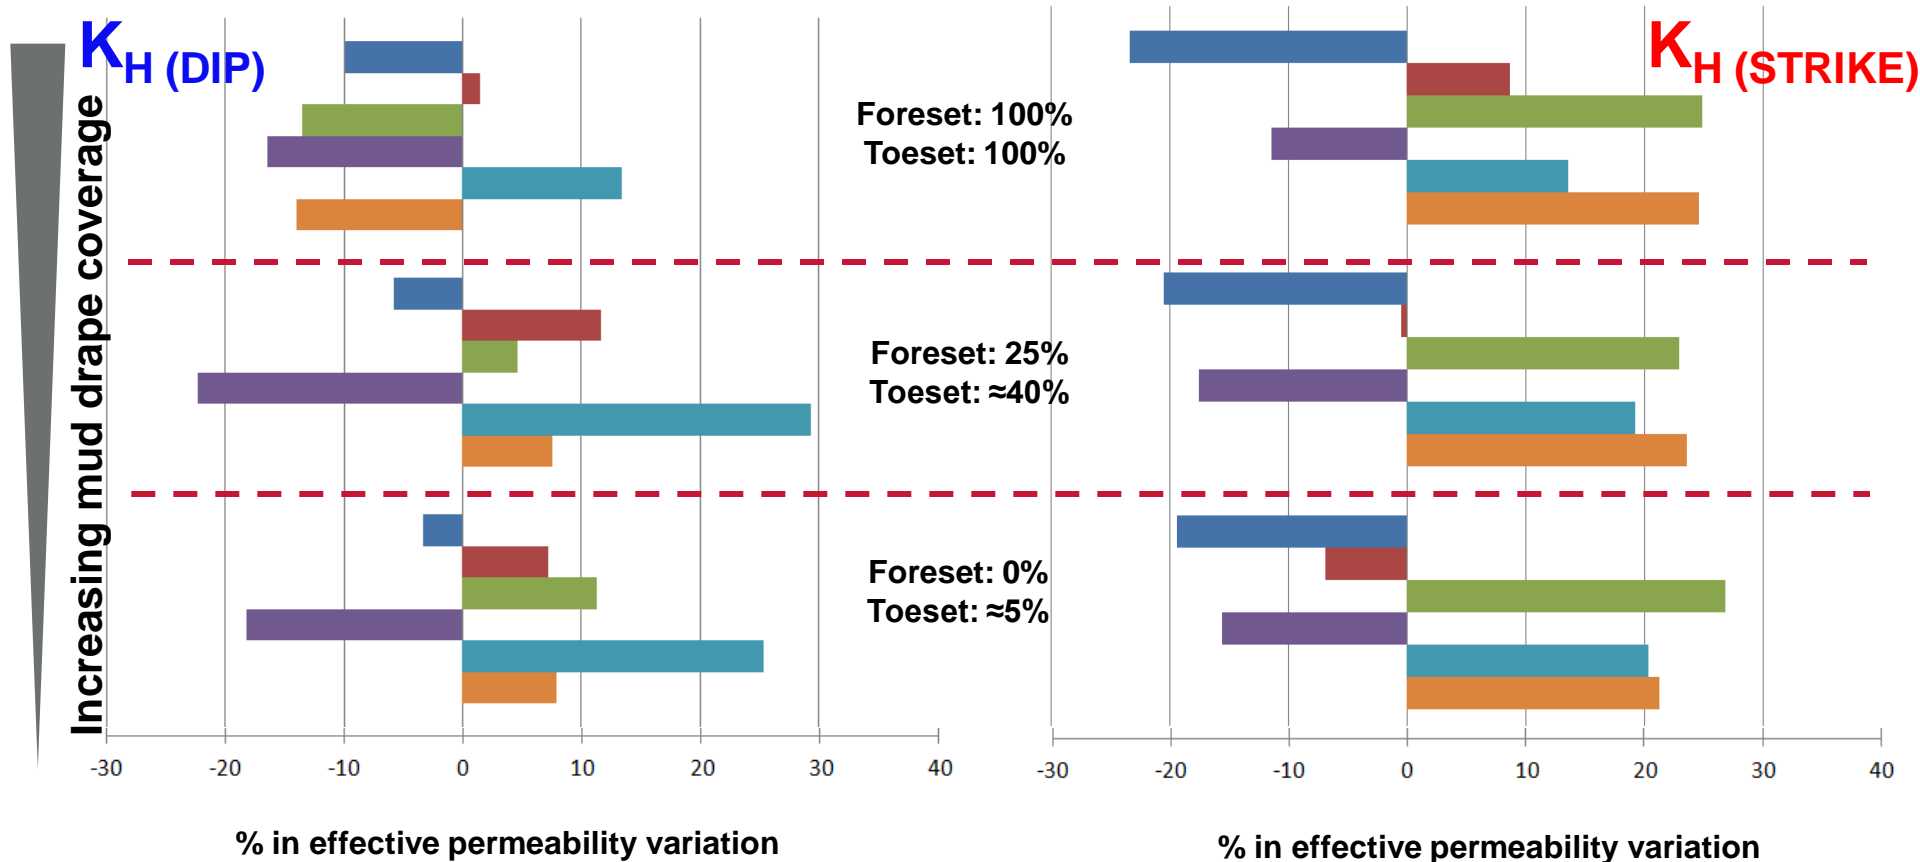 K H (DIP)
K H (STRIKE)
Increasing mud drape coverage
Foreset: 100%
Toeset: 100%
Foreset: 25%
Toeset: ≈40%
Foreset: 0%
Toeset: ≈5%
-30 -20 -10 0 10 20 30 40
-30 -20 -10 0 10 20 30 40
% in effective permeability variation
% in effective permeability variation